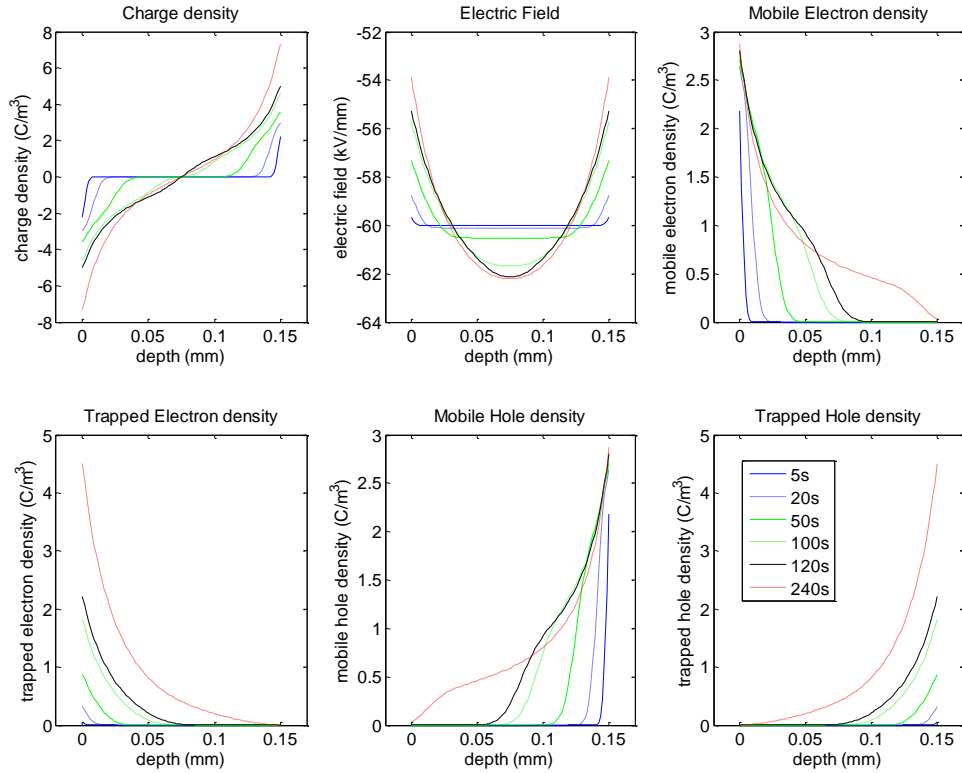 Charge density
Electric Field
Mobile Electron density
8
6
4
2
0
-2
-4
-6
-8
charge density (C/m³)
0
0.05
0.1
0.15
depth (mm)
-52
-54
-56
-58
-60
-62
-64
electric field (kV/mm)
0
0.05
0.1
0.15
depth (mm)
3
2.5
2
1.5
1
0.5
0
mobile electron density (C/m³)
0
0.05
0.1
0.15
depth (mm)
Trapped Electron density
Mobile Hole density
Trapped Hole density
5
4
3
2
1
0
trapped electron density (C/m³)
0
0.05
0.1
0.15
depth (mm)
3
2.5
2
1.5
1
0.5
0
mobile hole density (C/m³)
0
0.05
0.1
0.15
depth (mm)
5
4
3
2
1
0
trapped hole density (C/m³)
0
0.05
0.1
0.15
depth (mm)
5s
20s
50s
100s
120s
240s